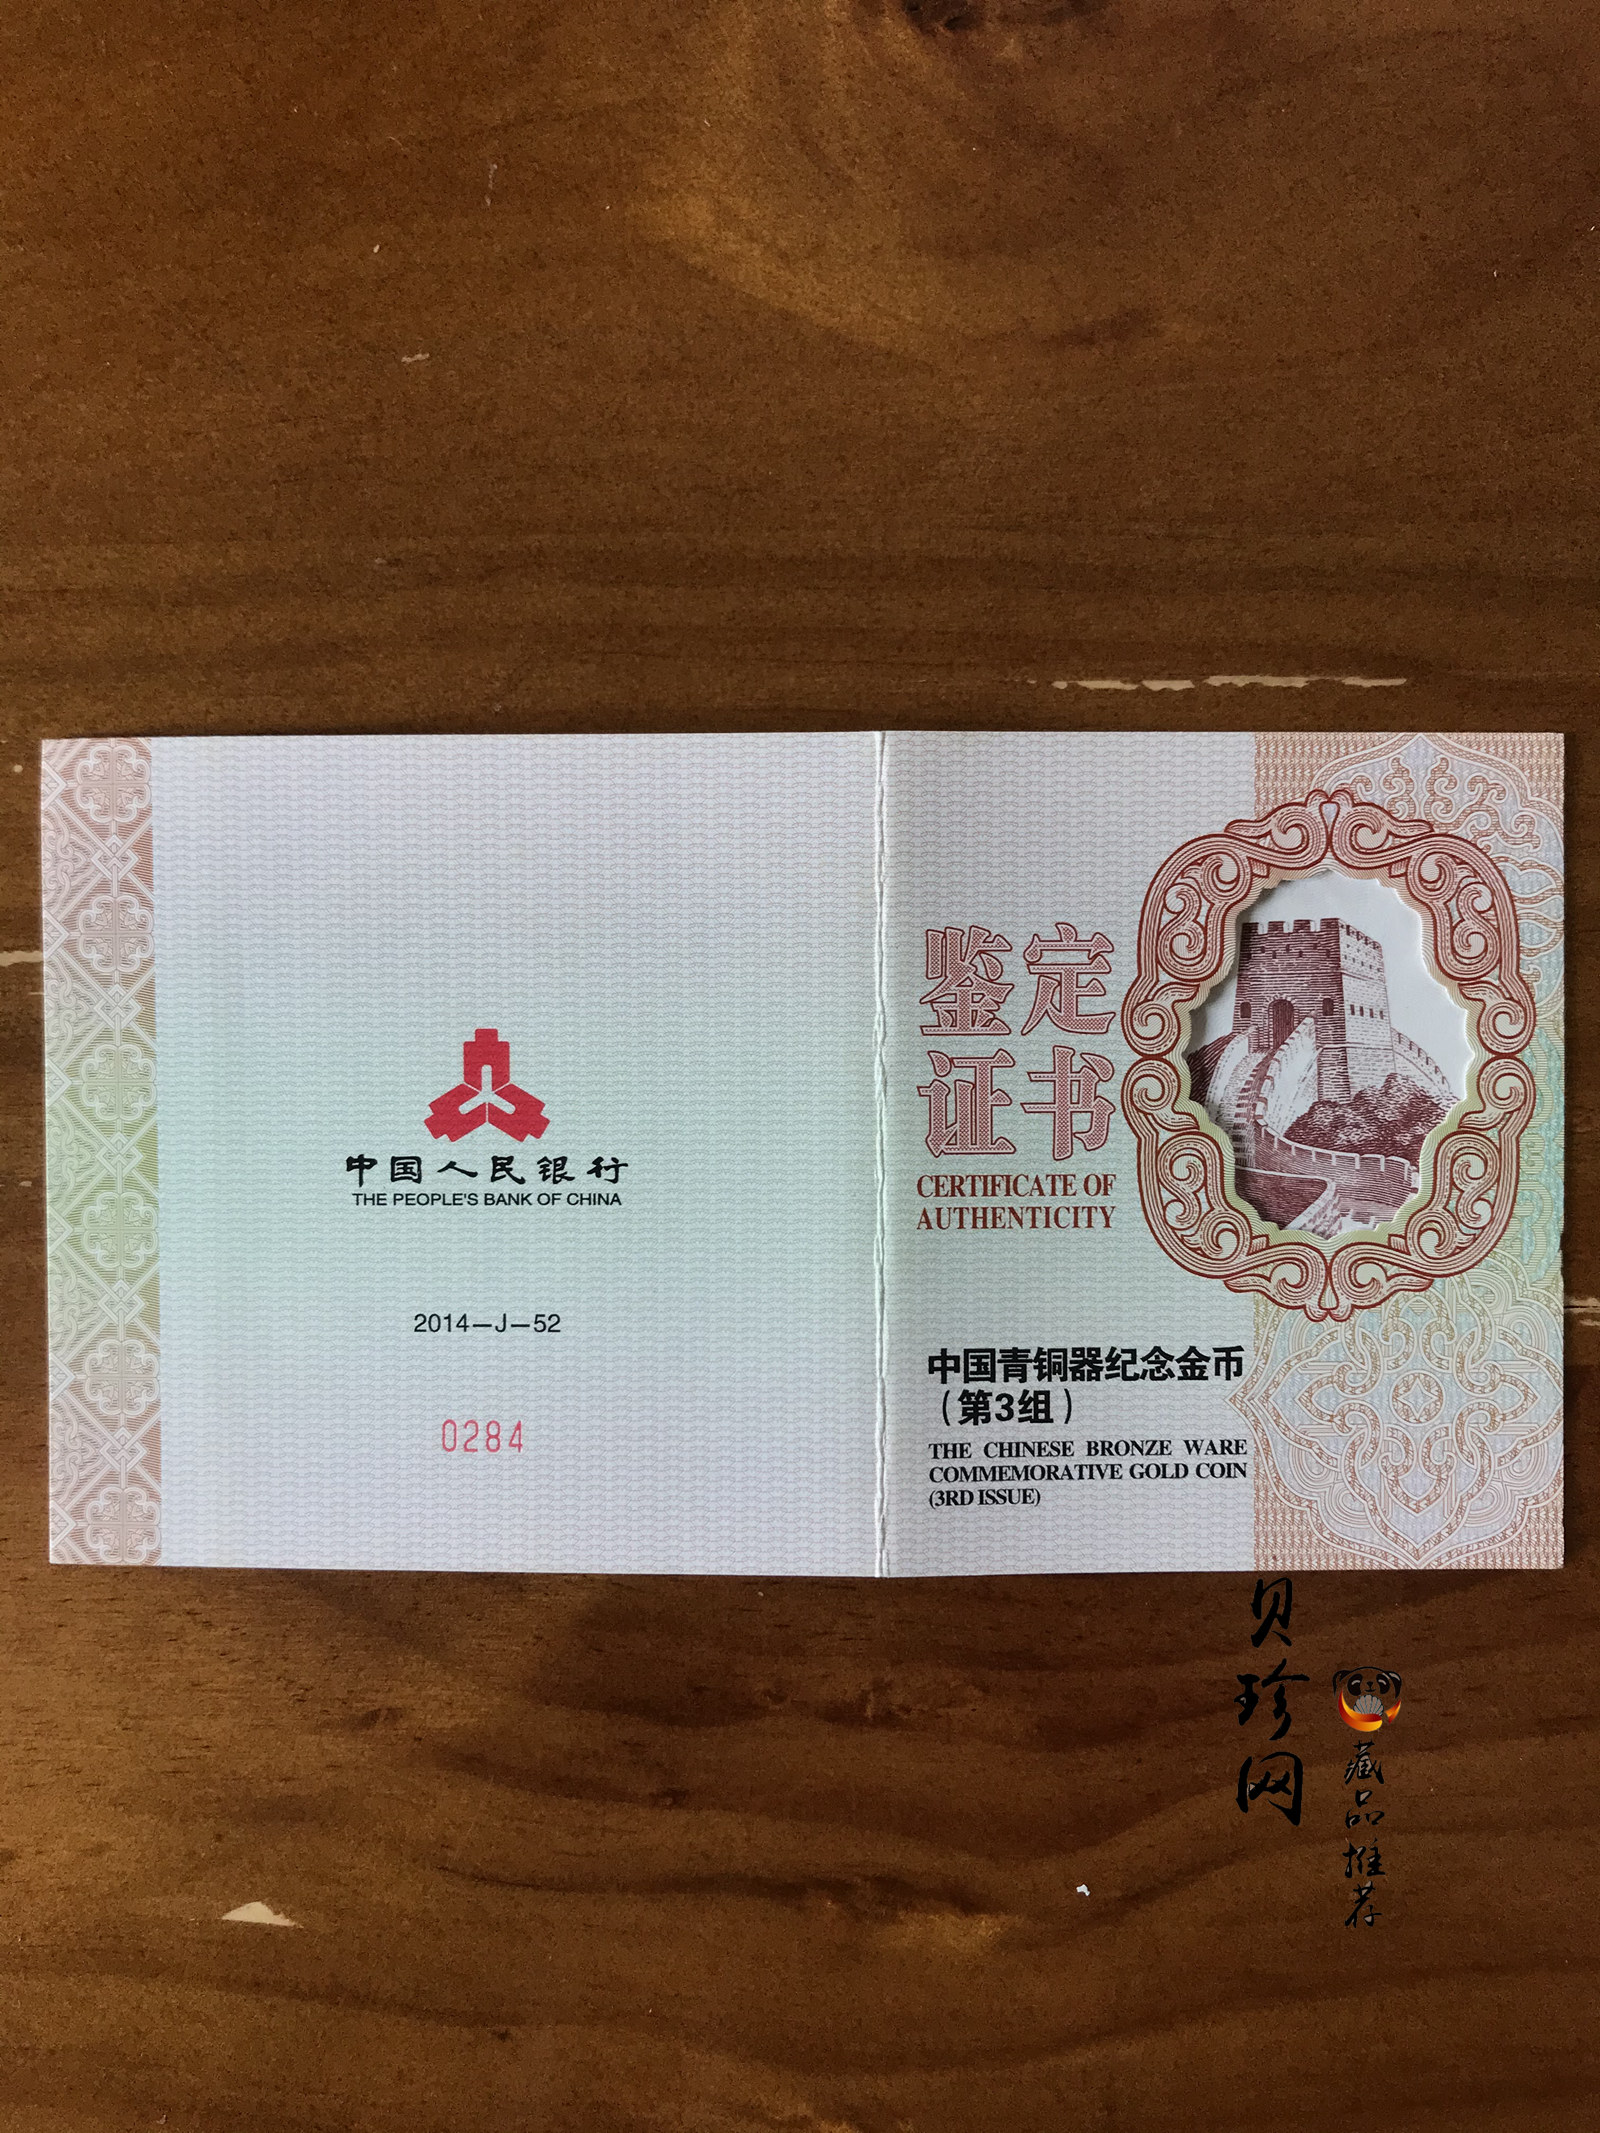 中国人民银行
THE PEOPLE'S BANK OF CHINA
2014—J—52
0284
鉴定
证书
CERTIFICATE OF
AUTHENTICITY
中国青铜器纪念金币
（第3组）
THE CHINESE BRONZE WARE
COMMEMORATIVE GOLD COIN
(3RD ISSUE)
贝珍网
藏品推荐